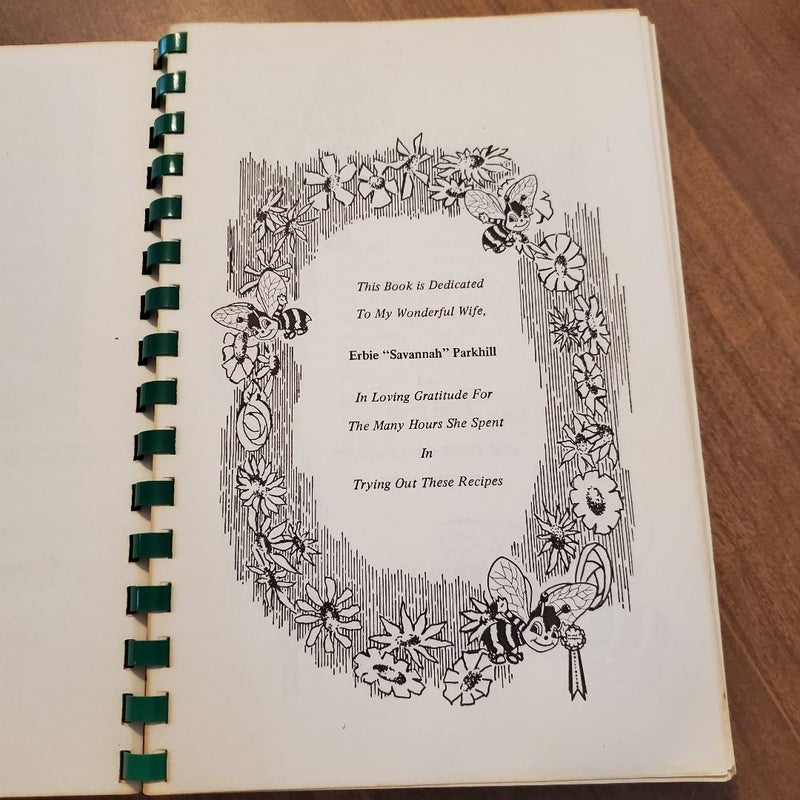 This Book is Dedicated
To My Wonderful Wife,
Erbie “Savannah” Parkhill
In Loving Gratitude For
The Many Hours She Spent
In
Trying Out These Recipes